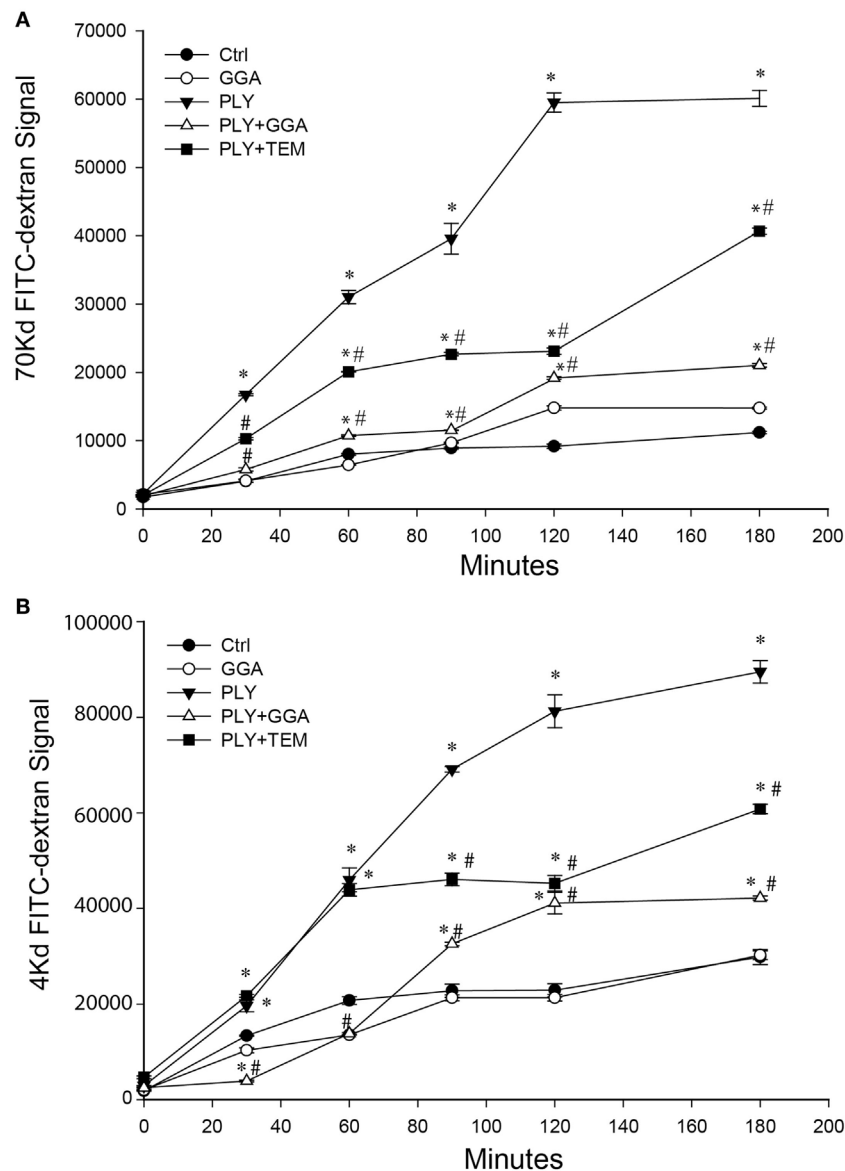 A
70Kd FITC-dextran Signal
70000
60000
50000
40000
30000
20000
10000
0
Ctrl
GGA
PLY
PLY+GGA
PLY+TEM
*
*
*
*
*
#
#
*#
*#
*#
*#
*#
*#
*#
*#
0 20 40 60 80 100 120 140 160 180 200
Minutes
B
4Kd FITC-dextran Signal
100000
80000
60000
40000
20000
0
Ctrl
GGA
PLY
PLY+GGA
PLY+TEM
*
*
*
*
*
*
*
* #
* #
* #
*#
#
*#
* #
* #
0 20 40 60 80 100 120 140 160 180 200
Minutes